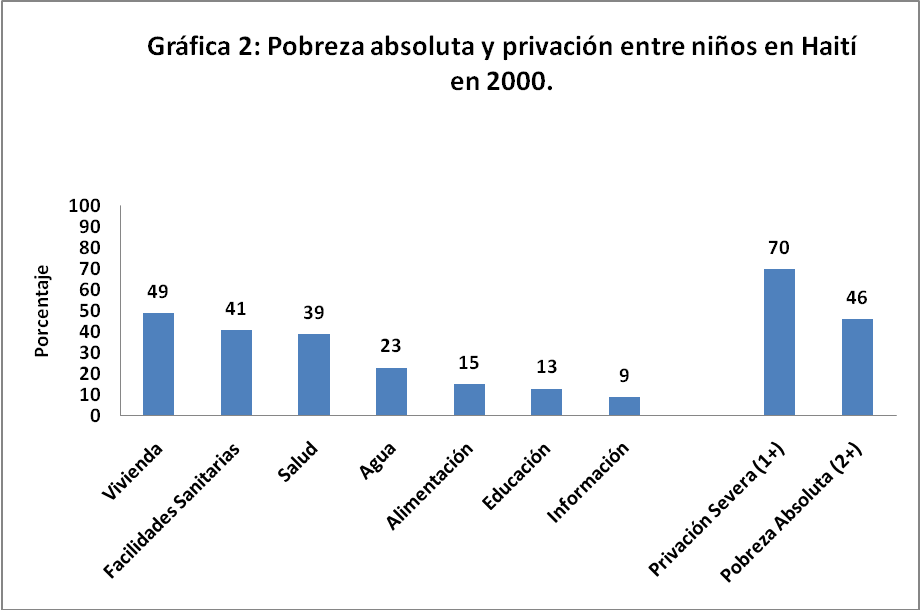 Gráfica 2: Pobreza absoluta y privación entre niños en Haití
en 2000.
Porcentaje
100
90
80
70
60
50
40
30
20
10
0
49
41
39
23
15
13
9
70
46
Vivienda
Facilidades Sanitarias
Salud
Agua
Alimentación
Educación
Información
Privación Severa (1+)
Pobreza Absoluta (2+)